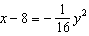 x − 8 = − 1/16 y²